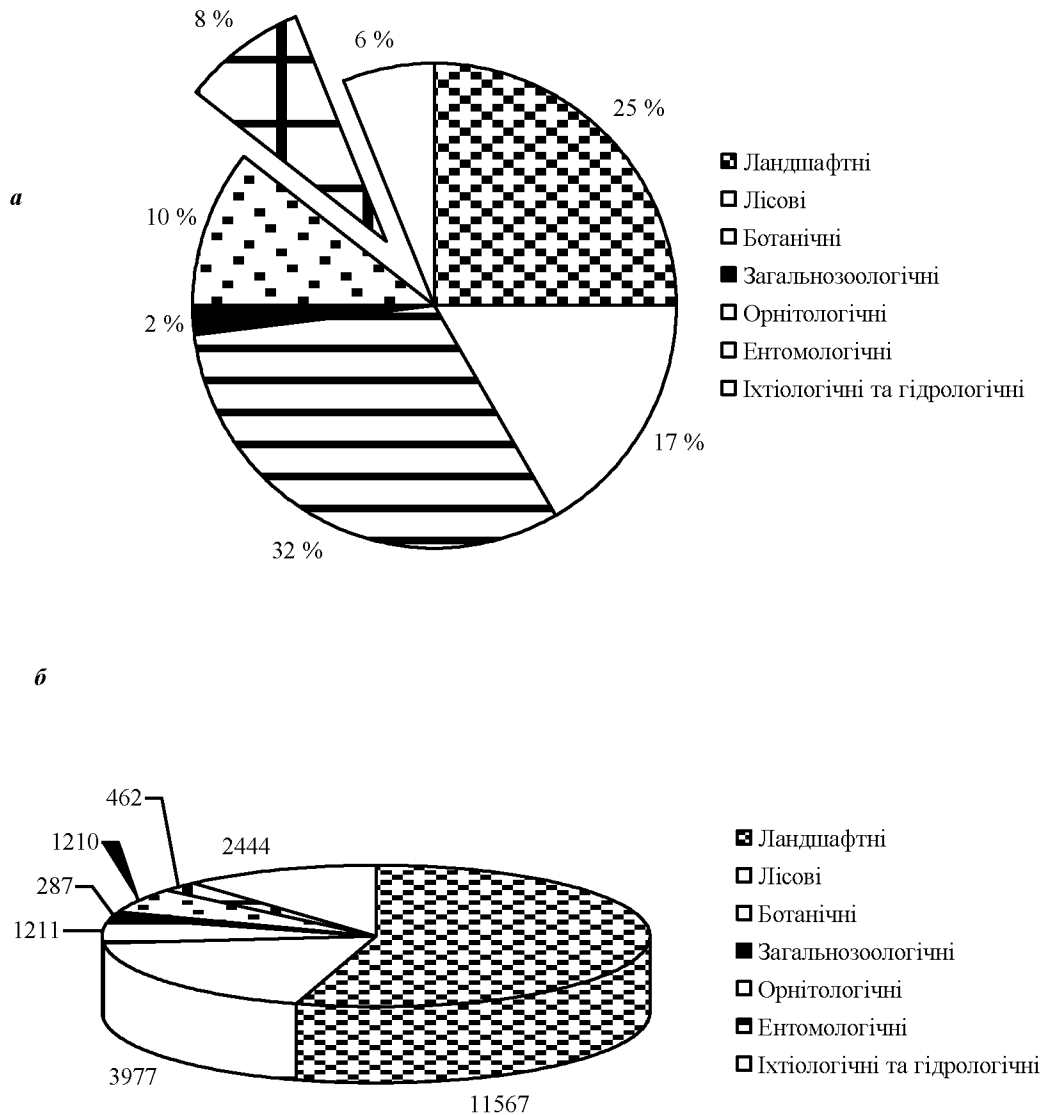 8 %
6 %
25 %
а
10 %
2 %
17 %
32 %
Ландшафтні
Лісові
Ботанічні
Загальнозоологічні
Орнітологічні
Ентомологічні
Іхтіологічні та гідрологічні
б
462
1210
2444
287
1211
3977
11567
Ландшафтні
Лісові
Ботанічні
Загальнозоологічні
Орнітологічні
Ентомологічні
Іхтіологічні та гідрологічні